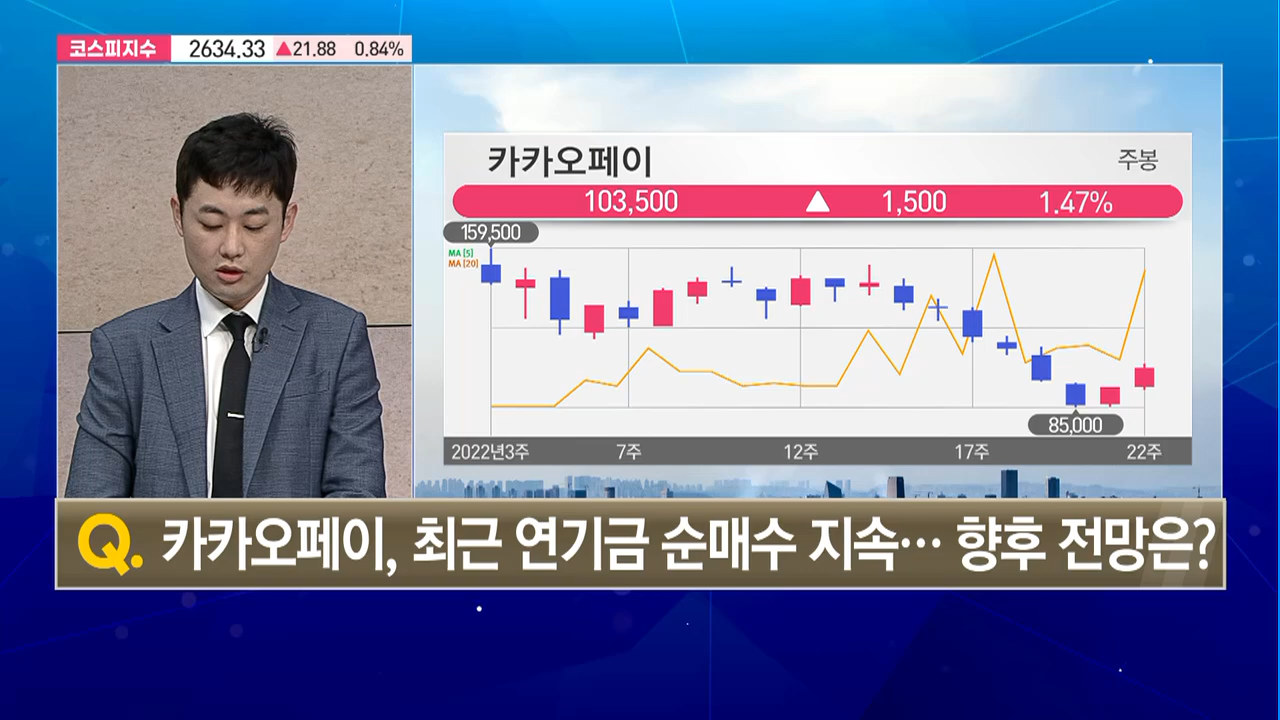 코스피지수 2634.33 ▲21.88 0.84%
카카오페이 주봉
103,500 ▲ 1,500 1.47%
159,500
MA [5]
MA [20]
85,000
2022년3주 7주 12주 17주 22주
Q. 카카오페이, 최근 연기금 순매수 지속… 향후 전망은?